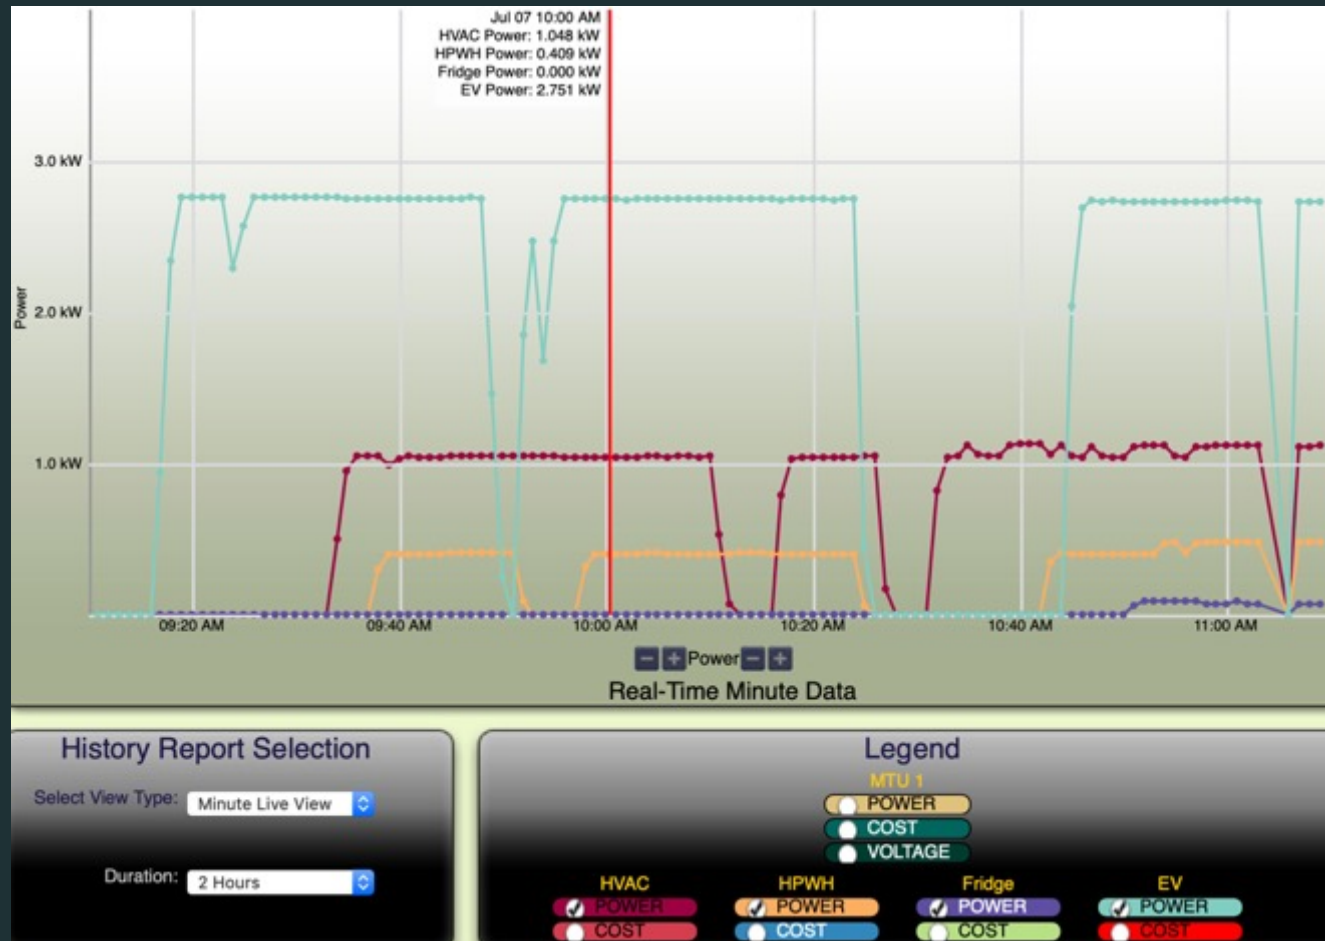 Jul 07 10:00 AM
HVAC Power: 1.048 kW
HPWH Power: 0.409 kW
Fridge Power: 0.000 kW
EV Power: 2.751 kW
3.0 kW
2.0 kW
1.0 kW
Power
09:20 AM 09:40 AM 10:00 AM 10:20 AM 10:40 AM 11:00 AM
− + Power − +
Real-Time Minute Data
History Report Selection
Select View Type: Minute Live View
Duration: 2 Hours
Legend
MTU 1
POWER
COST
VOLTAGE
HVAC HPWH Fridge EV
POWER POWER POWER POWER
COST COST COST COST